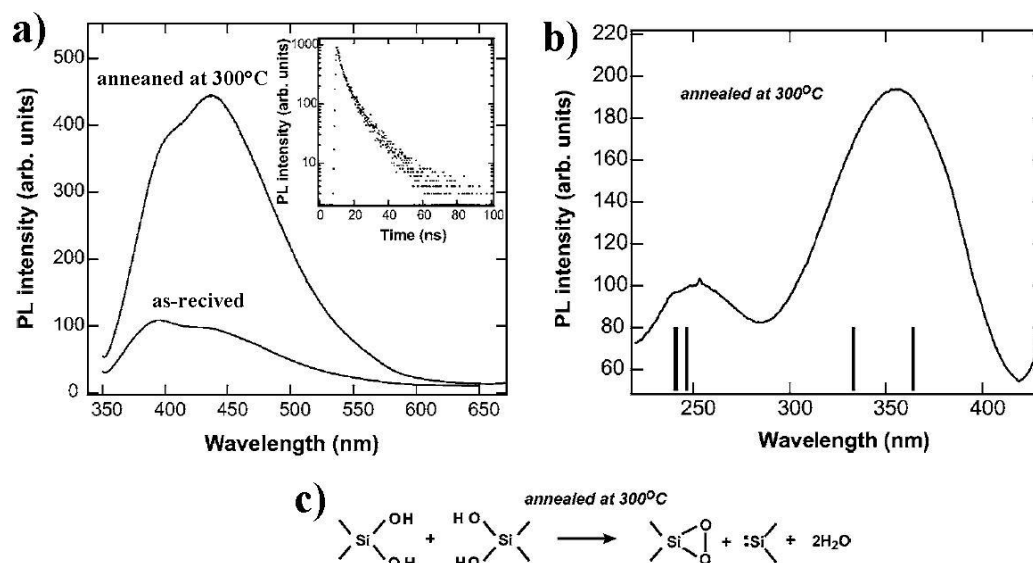 a)
anneaned at 300°C
as-recived
PL intensity (arb. units)
500
400
300
200
100
0
350 400 450 500 550 600 650
Wavelength (nm)
PL intensity (arb. units)
1000
100
10
0 20 40 60 80 100
Time (ns)
b)
annealed at 300°C
PL intensity (arb. units)
220
200
180
160
140
120
100
80
60
250 300 350 400
Wavelength (nm)
c)
annealed at 300°C
Si OH OH + HO HO Si → Si O O + :Si + 2H₂O